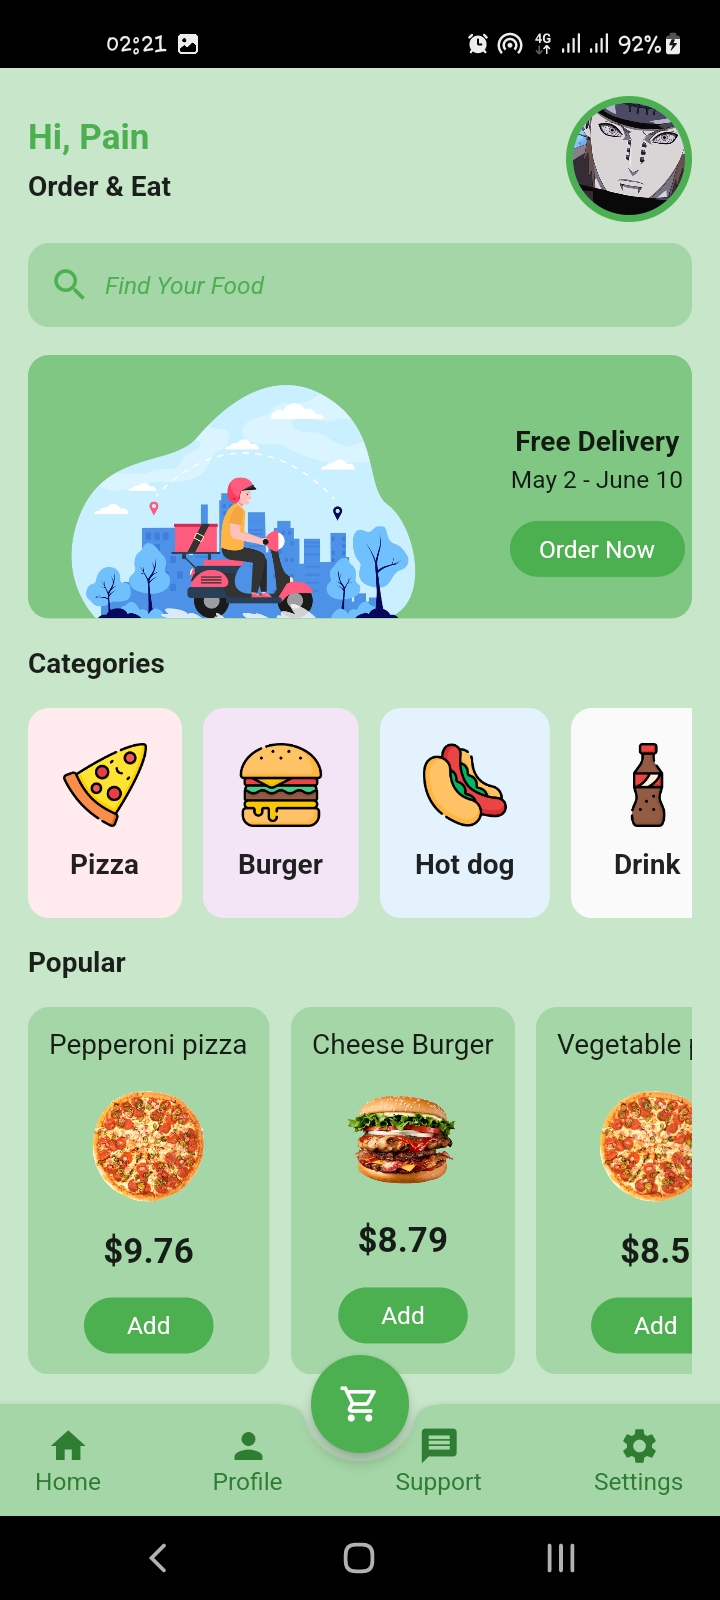 02:21
4G
92%
Hi, Pain
Order & Eat
Find Your Food
Free Delivery
May 2 - June 10
Order Now
Categories
Pizza
Burger
Hot dog
Drink
Popular
Pepperoni pizza
Cheese Burger
Vegetable p
$9.76
$8.79
$8.5
Add
Add
Add
Home
Profile
Support
Settings